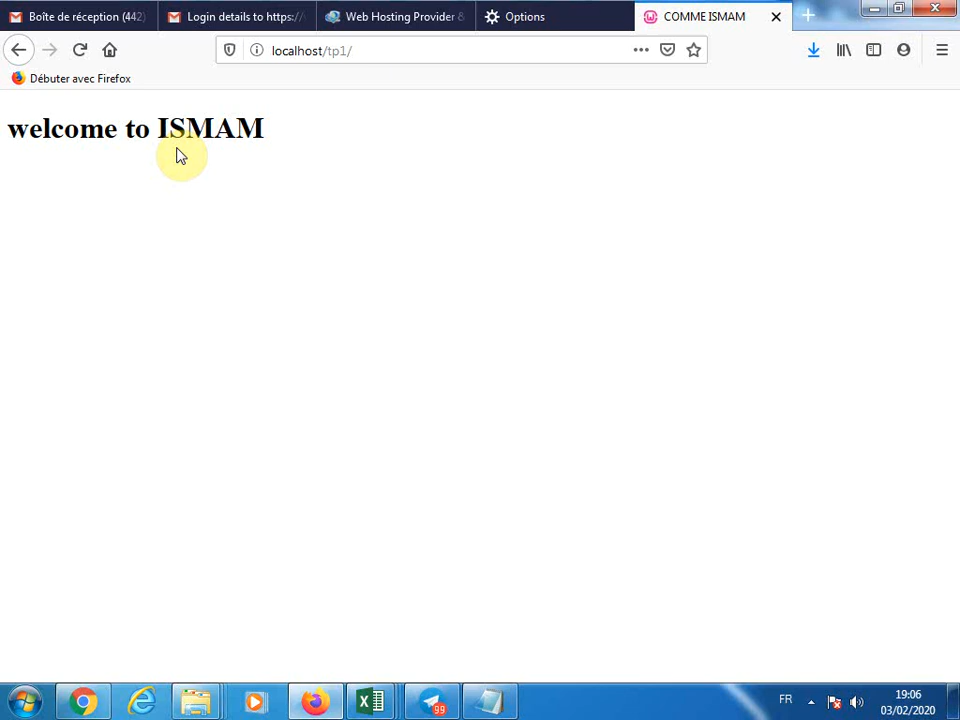 Boîte de réception (442)
Login details to https://
Web Hosting Provider &
Options
COMME ISMAM
localhost/tp1/
Débuter avec Firefox
welcome to ISMAM
99
FR
19:06
03/02/2020